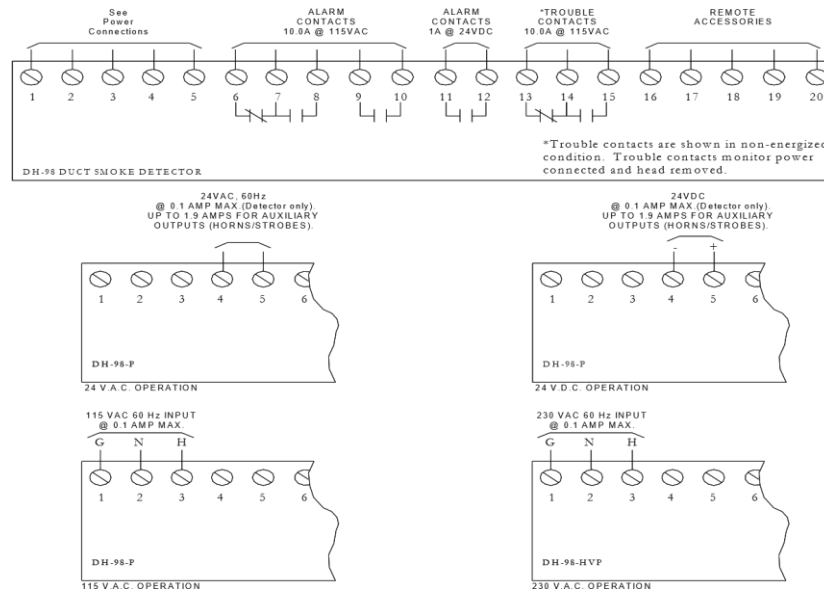 See
Power
Connections
ALARM
CONTACTS
10.0A @ 115VAC
ALARM
CONTACTS
1A @ 24VDC
*TROUBLE
CONTACTS
10.0A @ 115VAC
REMOTE
ACCESSORIES
1 2 3 4 5 6 7 8 9 10 11 12 13 14 15 16 17 18 19 20
*Trouble contacts are shown in non-energized
condition. Trouble contacts monitor power
connected and head removed.
DH-98 DUCT SMOKE DETECTOR
24VAC, 60Hz
@ 0.1 AMP MAX.(Detector only).
UP TO 1.9 AMPS FOR AUXILIARY
OUTPUTS (HORNS/STROBES).
1 2 3 4 5 6
DH-98-P
24 V.A.C. OPERATION
24VDC
@ 0.1 AMP MAX.(Detector only).
UP TO 1.9 AMPS FOR AUXILIARY
OUTPUTS (HORNS/STROBES).
- +
1 2 3 4 5 6
DH-98-P
24 V.D.C. OPERATION
115 VAC 60 Hz INPUT
@ 0.1 AMP MAX.
G N H
1 2 3 4 5 6
DH-98-P
115 V.A.C. OPERATION
230 VAC 60 Hz INPUT
@ 0.1 AMP MAX.
G N H
1 2 3 4 5 6
DH-98-HVP
230 V.A.C. OPERATION